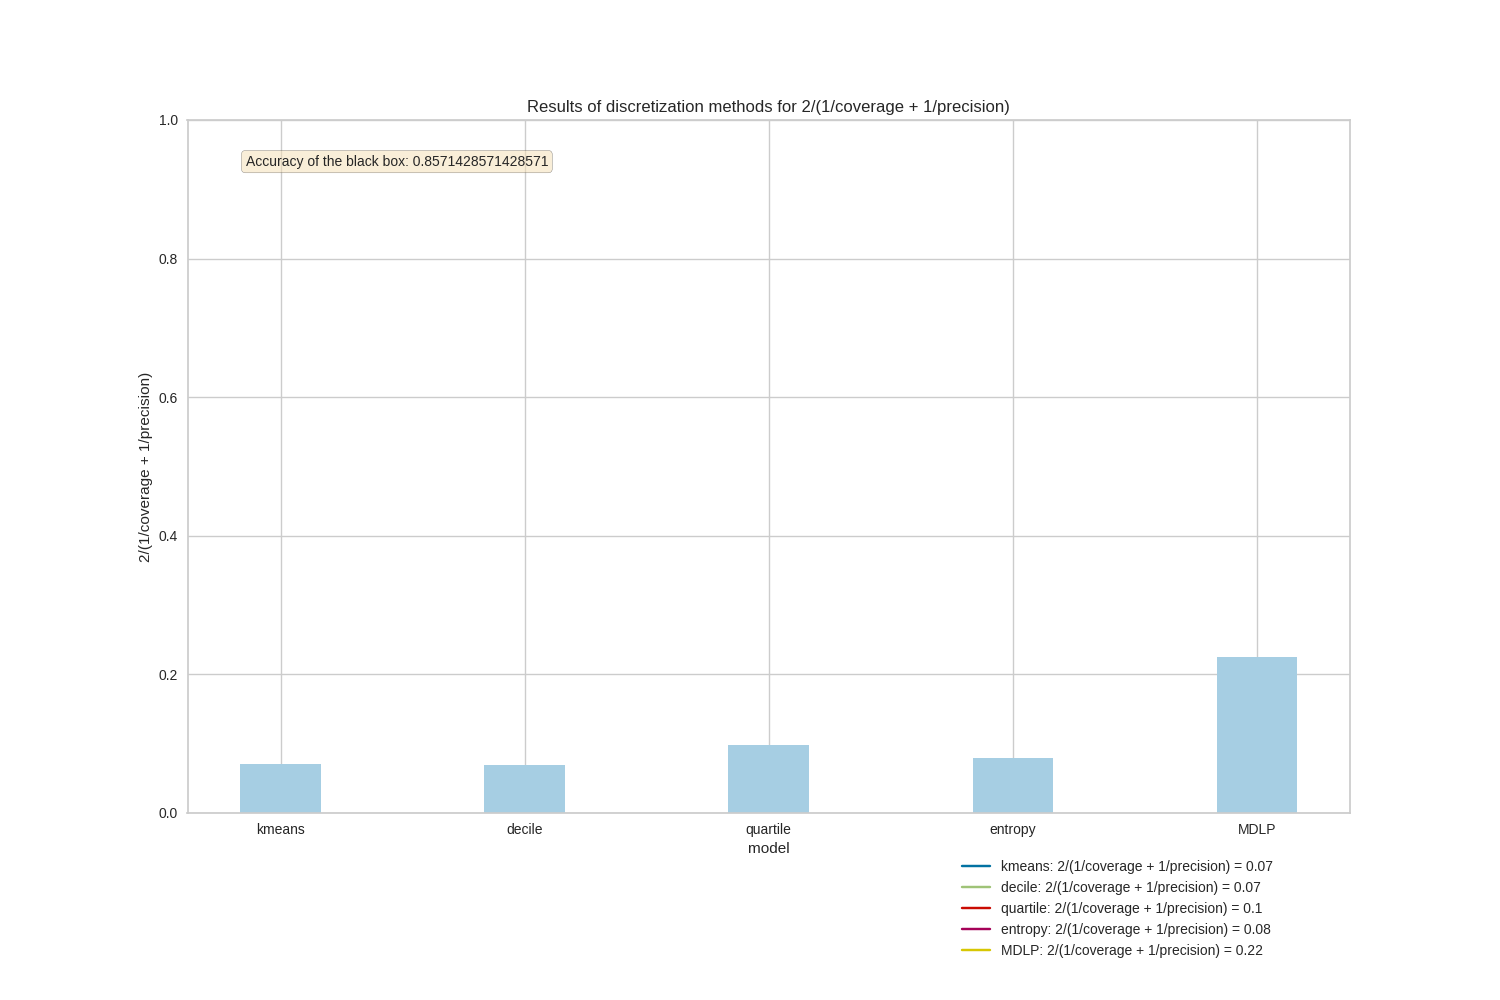 Results of discretization methods for 2/(1/coverage + 1/precision)
1.0
Accuracy of the black box: 0.8571428571428571
0.8
0.6
2/(1/coverage + 1/precision)
0.4
0.2
0.0
kmeans decile quartile entropy MDLP
model
kmeans: 2/(1/coverage + 1/precision) = 0.07
decile: 2/(1/coverage + 1/precision) = 0.07
quartile: 2/(1/coverage + 1/precision) = 0.1
entropy: 2/(1/coverage + 1/precision) = 0.08
MDLP: 2/(1/coverage + 1/precision) = 0.22